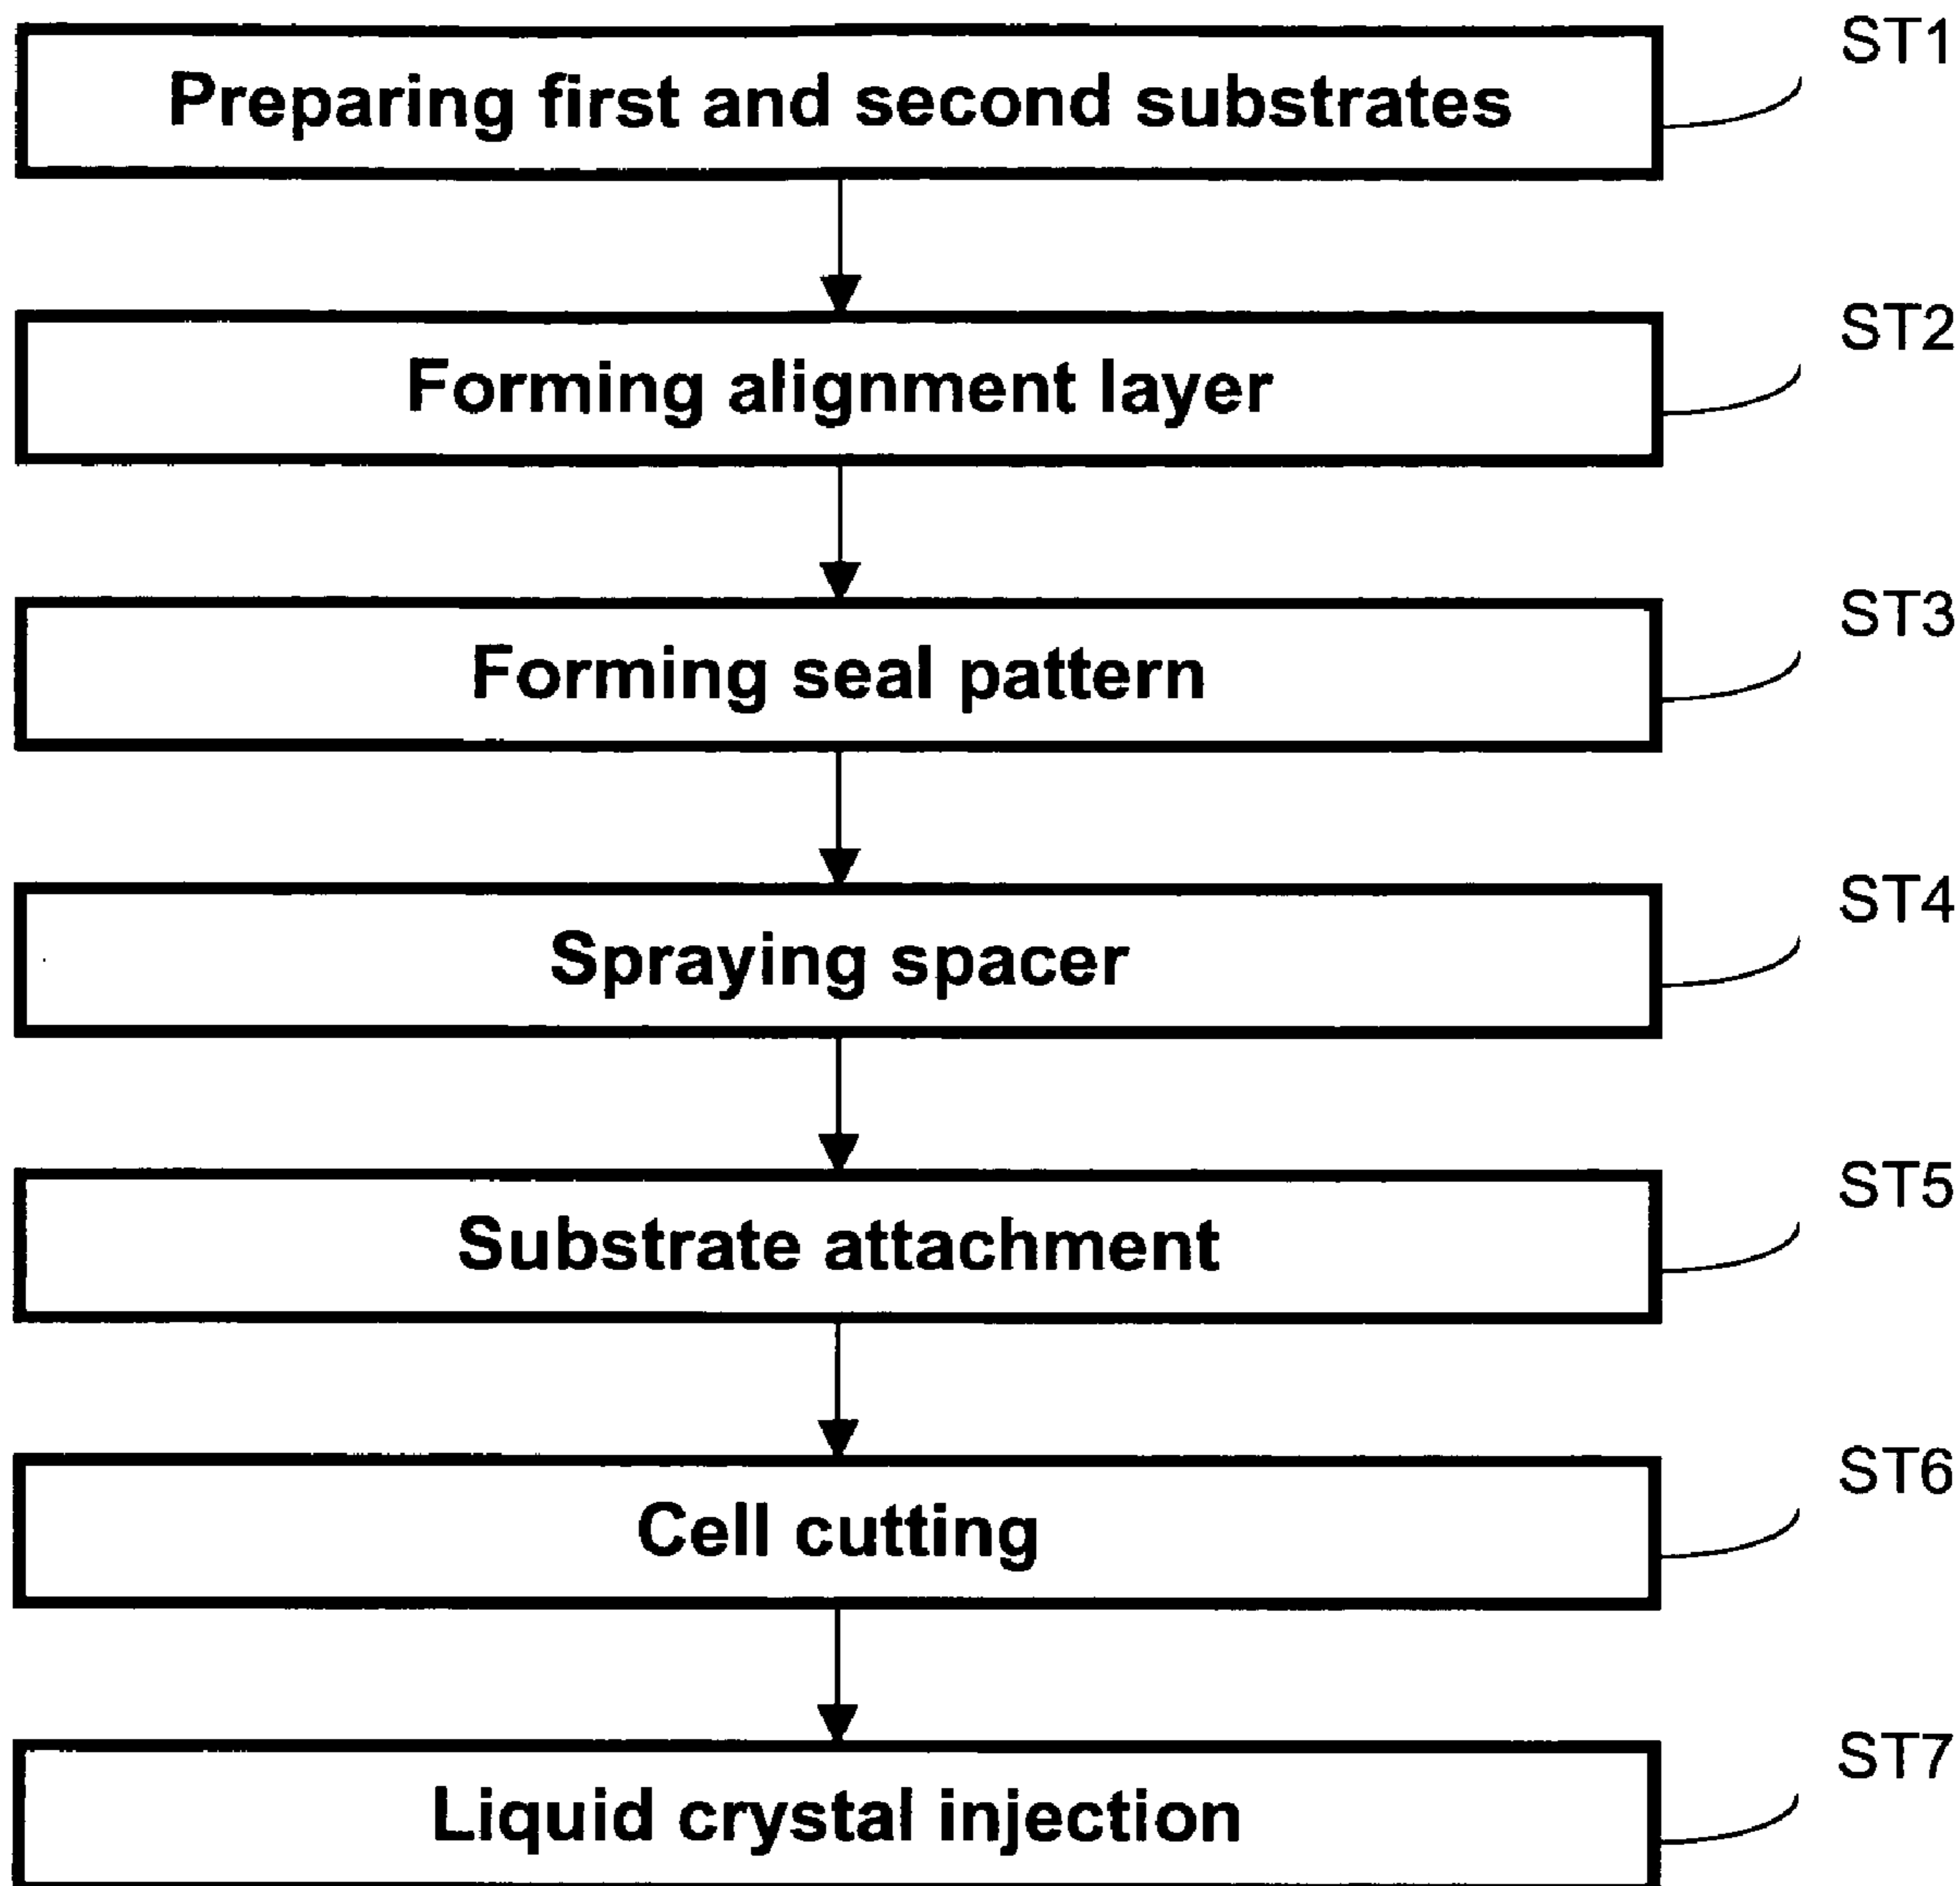 ST1
Preparing first and second substrates
ST2
Forming alignment layer
ST3
Forming seal pattern
ST4
Spraying spacer
ST5
Substrate attachment
ST6
Cell cutting
ST7
Liquid crystal injection